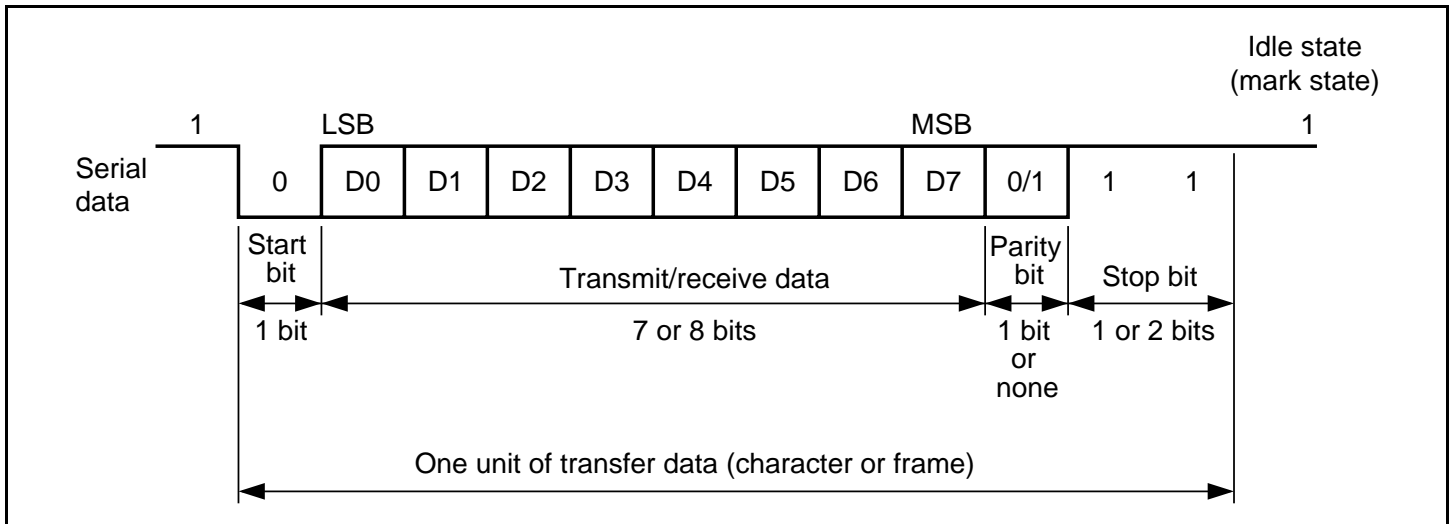 Idle state
(mark state)
1 LSB MSB 1
Serial
data
0 D0 D1 D2 D3 D4 D5 D6 D7 0/1 1 1
Start
bit
Transmit/receive data
Parity
bit
Stop bit
1 bit
7 or 8 bits
1 bit
or
none
1 or 2 bits
One unit of transfer data (character or frame)